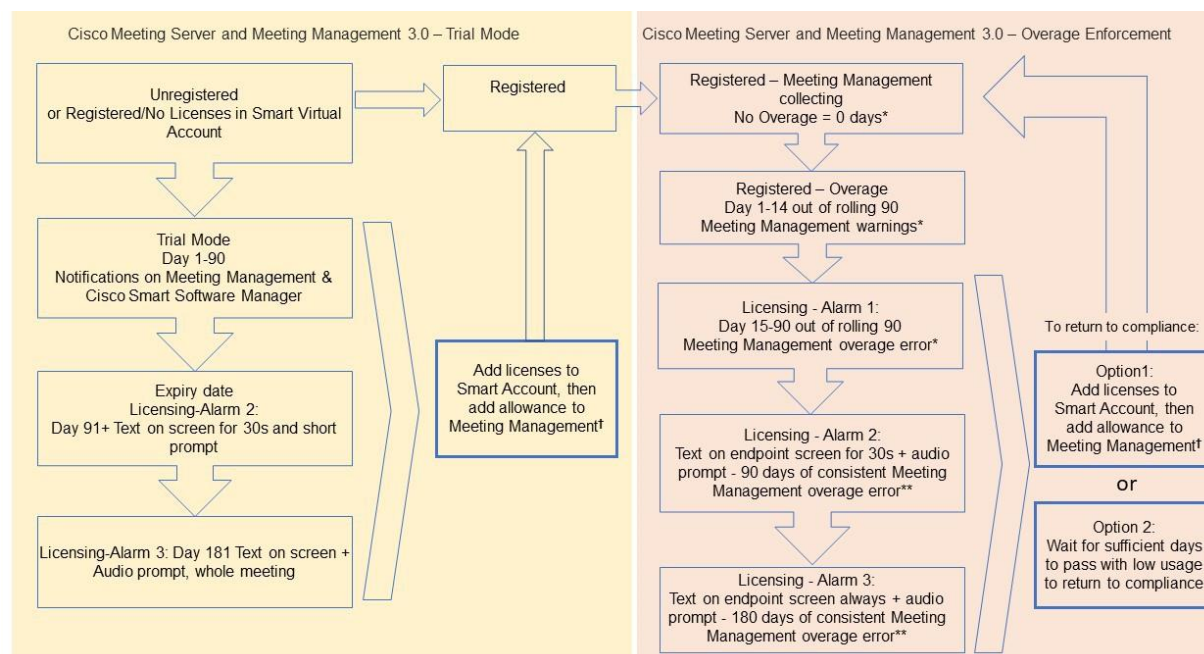 Cisco Meeting Server and Meeting Management 3.0 – Trial Mode
Unregistered
or Registered/No Licenses in Smart Virtual
Account
Registered
Trial Mode
Day 1-90
Notifications on Meeting Management &
Cisco Smart Software Manager
Expiry date
Licensing-Alarm 2:
Day 91+ Text on screen for 30s and short
prompt
Licensing-Alarm 3: Day 181 Text on screen +
Audio prompt, whole meeting
Add licenses to
Smart Account, then
add allowance to
Meeting Management†
Cisco Meeting Server and Meeting Management 3.0 – Overage Enforcement
Registered – Meeting Management
collecting
No Overage = 0 days*
Registered – Overage
Day 1-14 out of rolling 90
Meeting Management warnings*
Licensing - Alarm 1:
Day 15-90 out of rolling 90
Meeting Management overage error*
Licensing - Alarm 2:
Text on endpoint screen for 30s + audio
prompt - 90 days of consistent Meeting
Management overage error**
Licensing - Alarm 3:
Text on endpoint screen always + audio
prompt - 180 days of consistent Meeting
Management overage error**
To return to compliance:
Option1:
Add licenses to
Smart Account, then
add allowance to
Meeting Management†
or
Option 2:
Wait for sufficient days
to pass with low usage
to return to compliance